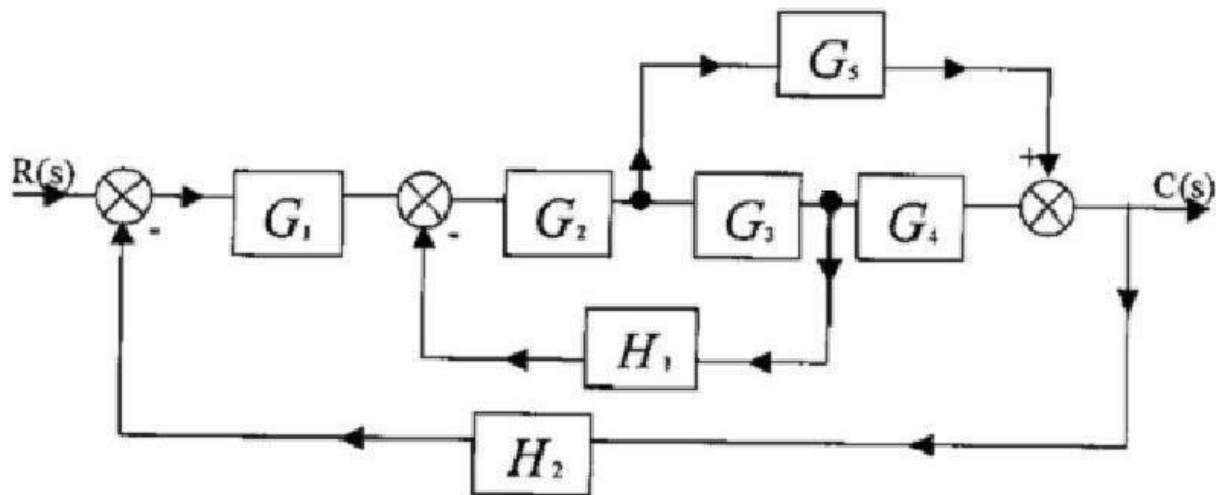 G₅
R(s)
+
C(s)
G₁
G₂
G₃
G₄
-
-
H₁
H₂